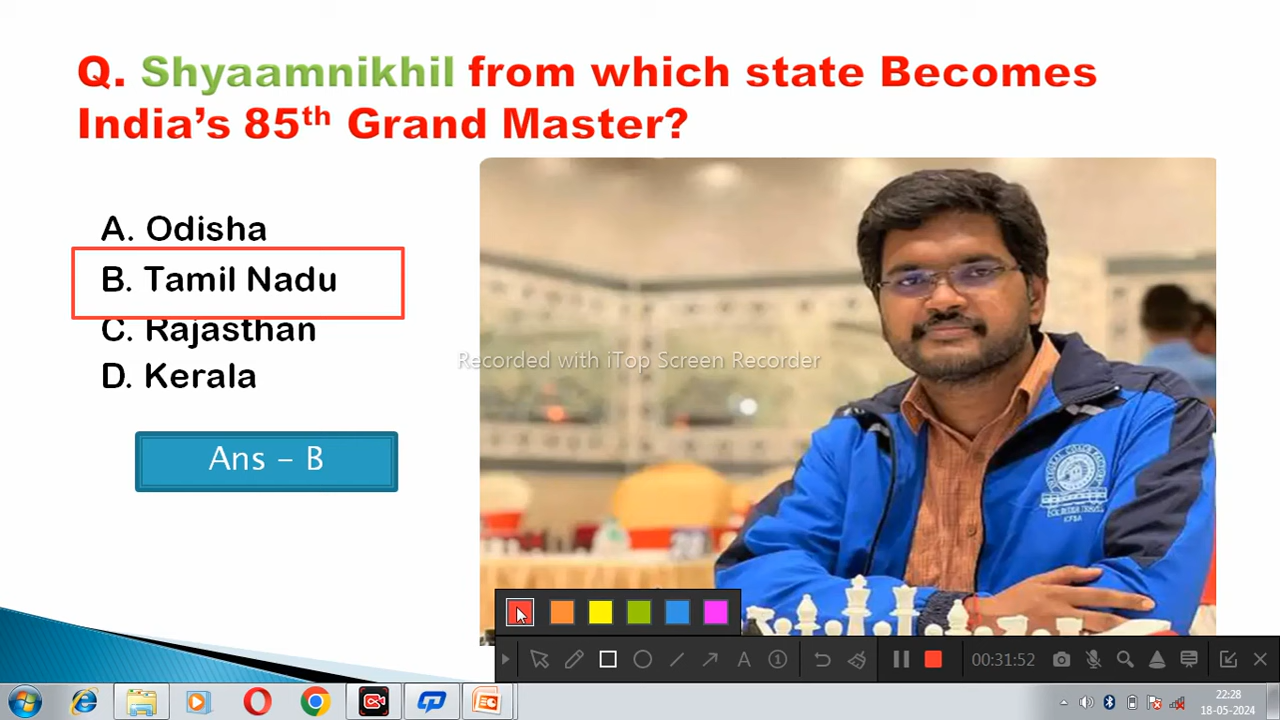 Q. Shyaamnikhil from which state Becomes
India's 85th Grand Master?
A. Odisha
B. Tamil Nadu
C. Rajasthan
D. Kerala
Recorded with iTop Screen Recorder
Ans – B
00:31:52
22:28
18-05-2024